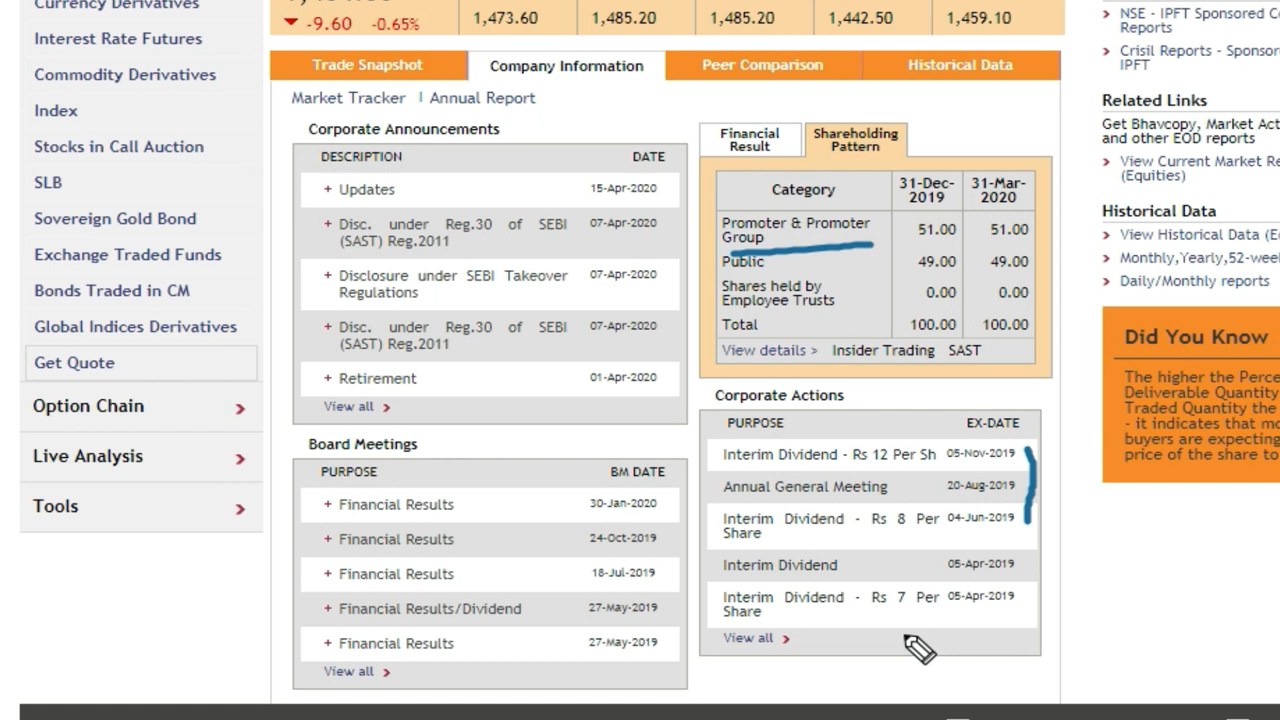 Currency Derivatives
Interest Rate Futures
Commodity Derivatives
Index
Stocks in Call Auction
SLB
Sovereign Gold Bond
Exchange Traded Funds
Bonds Traded in CM
Global Indices Derivatives
Get Quote
Option Chain
Live Analysis
Tools
-9.60 -0.65%
1,473.60 1,485.20 1,485.20 1,442.50 1,459.10
Trade Snapshot Company Information Peer Comparison Historical Data
Market Tracker | Annual Report
Corporate Announcements
DESCRIPTION DATE
+ Updates 15-Apr-2020
+ Disc. under Reg.30 of SEBI 07-Apr-2020
(SAST) Reg.2011
+ Disclosure under SEBI Takeover 07-Apr-2020
Regulations
+ Disc. under Reg.30 of SEBI 07-Apr-2020
(SAST) Reg.2011
+ Retirement 01-Apr-2020
View all >
Board Meetings
PURPOSE BM DATE
+ Financial Results 30-Jan-2020
+ Financial Results 24-Oct-2019
+ Financial Results 18-Jul-2019
+ Financial Results/Dividend 27-May-2019
+ Financial Results 27-May-2019
View all >
Financial
Result
Shareholding
Pattern
Category 31-Dec-2019 31-Mar-2020
Promoter & Promoter
Group 51.00 51.00
Public 49.00 49.00
Shares held by
Employee Trusts 0.00 0.00
Total 100.00 100.00
View details > Insider Trading SAST
Corporate Actions
PURPOSE EX-DATE
Interim Dividend - Rs 12 Per Sh 05-Nov-2019
Annual General Meeting 20-Aug-2019
Interim Dividend - Rs 8 Per 04-Jun-2019
Share
Interim Dividend 05-Apr-2019
Interim Dividend - Rs 7 Per 05-Apr-2019
Share
View all >
> NSE - IPFT Sponsored
Reports
> Crisil Reports - Sponsor
IPFT
Related Links
Get Bhavcopy, Market Act
and other EOD reports
> View Current Market Re
(Equities)
Historical Data
> View Historical Data (E
> Monthly,Yearly,52-wee
> Daily/Monthly reports
Did You Know
The higher the Perce
Deliverable Quantity
Traded Quantity the
- it indicates that mo
buyers are expecting
price of the share to